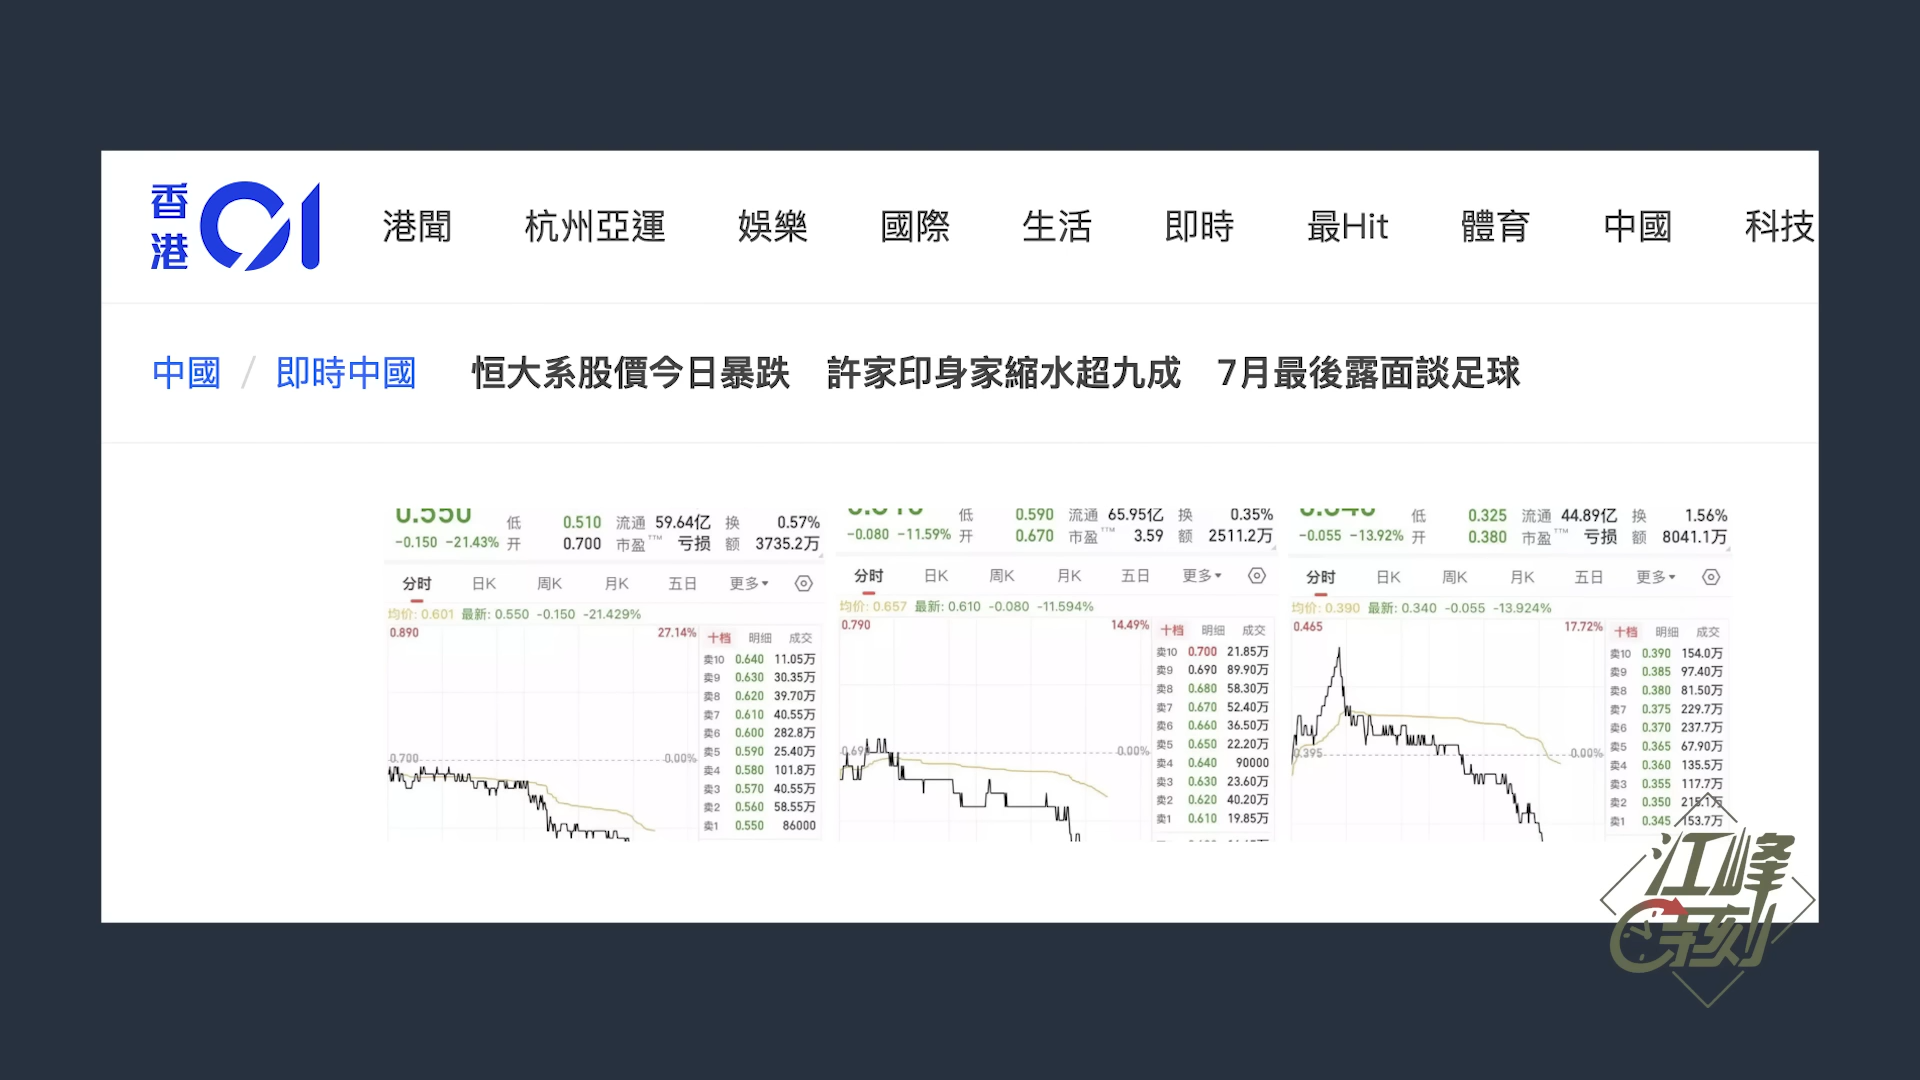 香港01 港聞 杭州亞運 娛樂 國際 生活 即時 最Hit 體育 中國 科技
中國 / 即時中國 恒大系股價今日暴跌 許家印身家縮水超九成 7月最後露面談足球
0.550 低 0.510 流通 59.64亿 换 0.57%
-0.150 -21.43% 开 0.700 市盈TTM 亏损 额 3735.2万
分时 日K 周K 月K 五日 更多
均价: 0.601 最新: 0.550 -0.150 -21.429%
0.890 27.14% 十档 明细 成交
卖10 0.640 11.05万
卖9 0.630 30.35万
卖8 0.620 39.70万
卖7 0.610 40.55万
卖6 0.600 282.8万
卖5 0.590 25.40万
0.700 0.00%
卖4 0.580 101.8万
卖3 0.570 40.55万
卖2 0.560 58.55万
卖1 0.550 86000
低 0.590 流通 65.95亿 换 0.35%
-0.080 -11.59% 开 0.670 市盈TTM 3.59 额 2511.2万
分时 日K 周K 月K 五日 更多
均价: 0.657 最新: 0.610 -0.080 -11.594%
0.790 14.49% 十档 明细 成交
卖10 0.700 21.85万
卖9 0.690 89.90万
卖8 0.680 58.30万
卖7 0.670 52.40万
卖6 0.660 36.50万
卖5 0.650 22.20万
0.690 0.00%
卖4 0.640 90000
卖3 0.630 23.60万
卖2 0.620 40.20万
卖1 0.610 19.85万
低 0.325 流通 44.89亿 换 1.56%
-0.055 -13.92% 开 0.380 市盈TTM 亏损 额 8041.1万
分时 日K 周K 月K 五日 更多
均价: 0.390 最新: 0.340 -0.055 -13.924%
0.465 17.72% 十档 明细 成交
卖10 0.390 154.0万
卖9 0.385 97.40万
卖8 0.380 81.50万
卖7 0.375 229.7万
卖6 0.370 237.7万
卖5 0.365 67.90万
0.395 0.00%
卖4 0.360 135.5万
卖3 0.355 117.7万
卖2 0.350 215.1万
卖1 0.345 153.7万
江峰
時刻